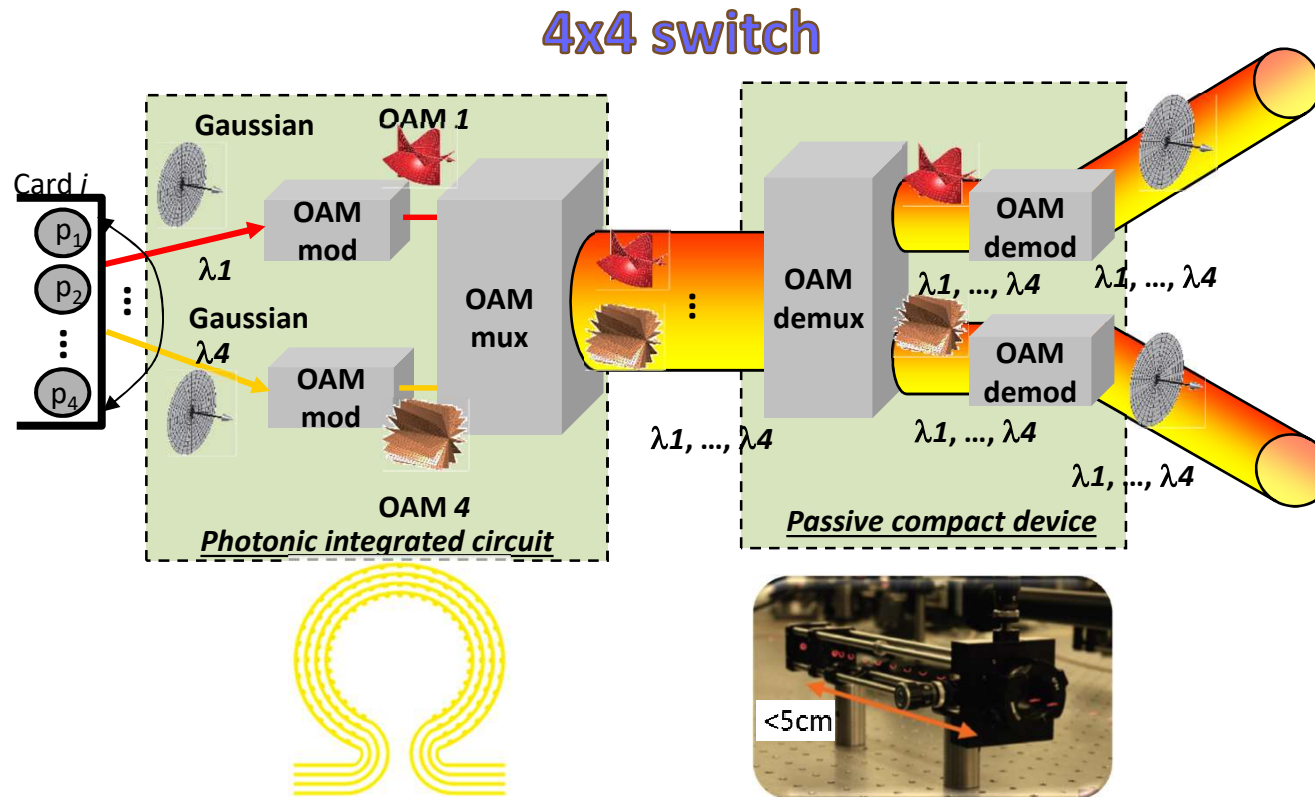 4x4 switch
Gaussian
OAM 1
Card i
p1
p2
...
p4
...
λ1
OAM
mod
Gaussian
λ4
OAM
mod
OAM
mux
OAM 4
Photonic integrated circuit
...
λ1, ..., λ4
OAM
demux
OAM
demod
λ1, ..., λ4
λ1, ..., λ4
OAM
demod
λ1, ..., λ4
λ1, ..., λ4
Passive compact device
<5cm